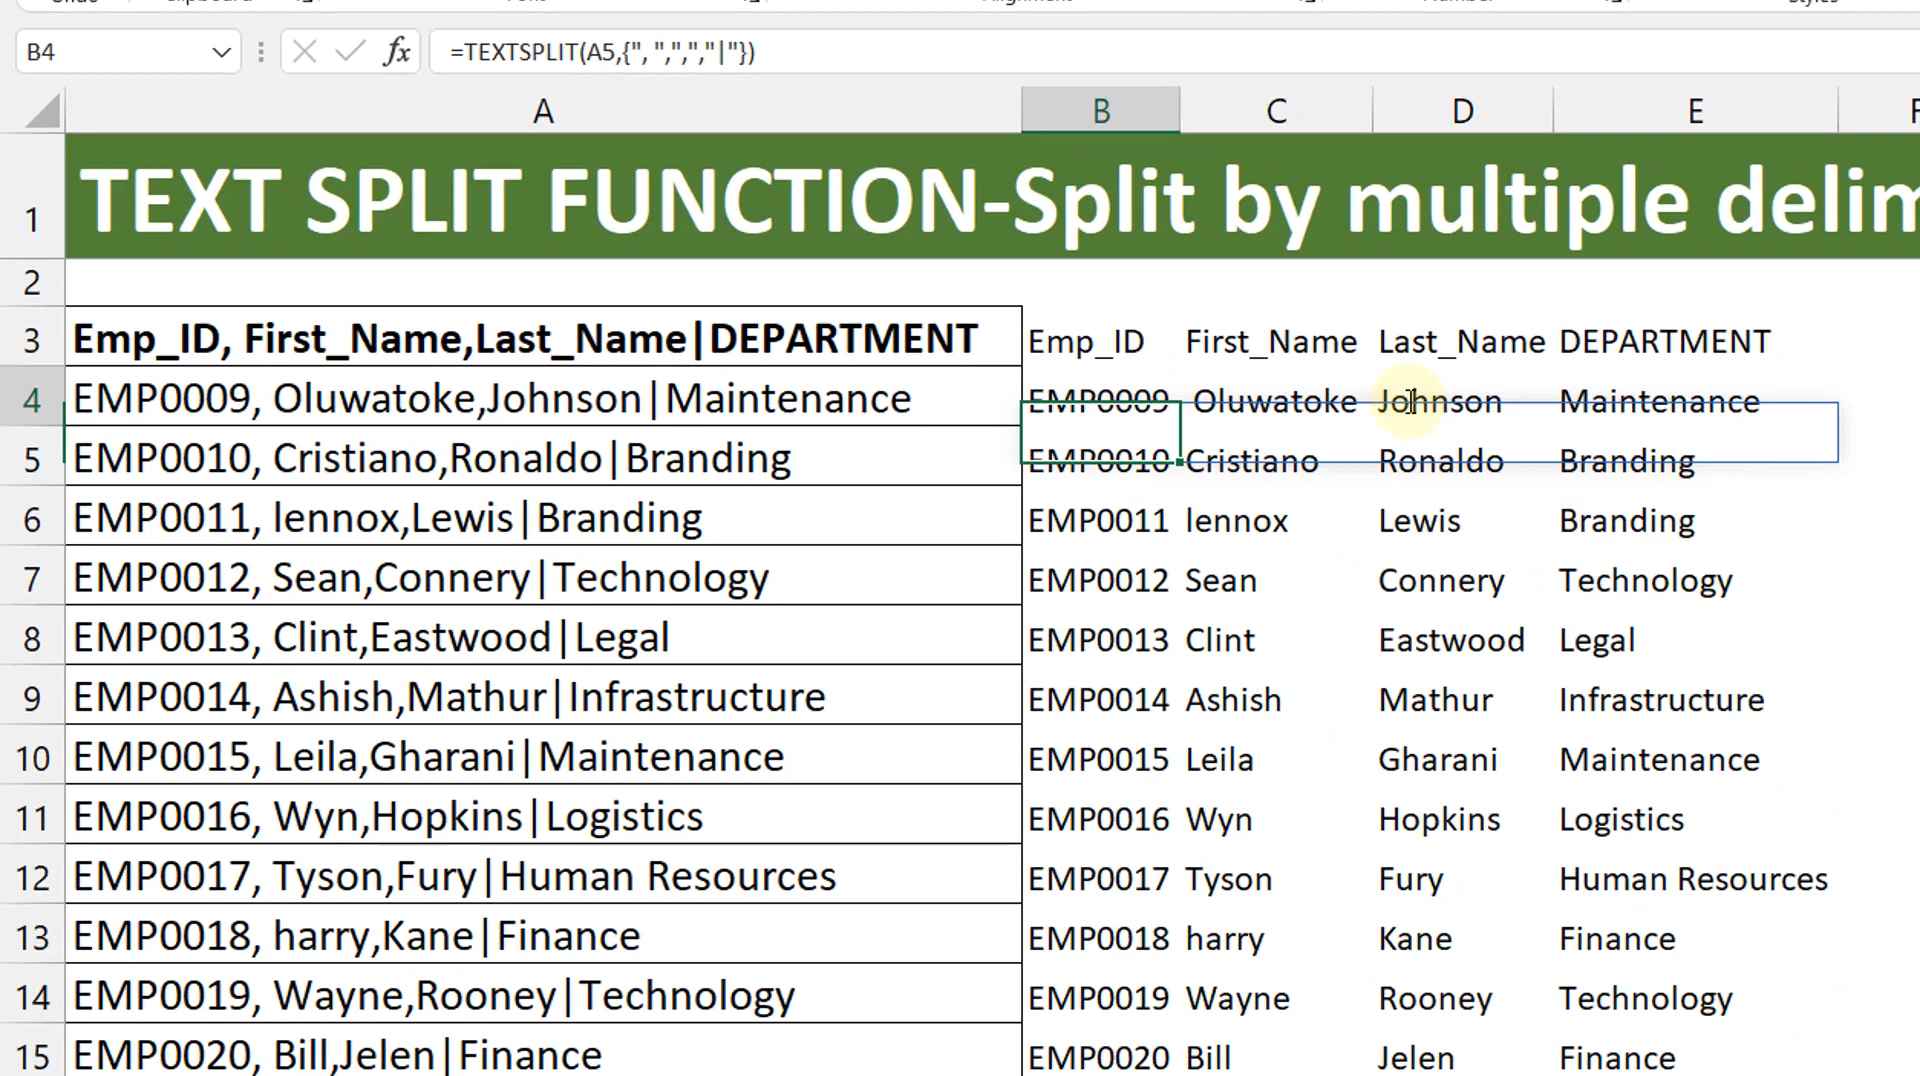 B4 fx =TEXTSPLIT(A5,{", ",",","|"})
A B C D E
1 TEXT SPLIT FUNCTION-Split by multiple delim
2
3 Emp_ID, First_Name,Last_Name|DEPARTMENT Emp_ID First_Name Last_Name DEPARTMENT
4 EMP0009, Oluwatoke,Johnson|Maintenance EMP0009 Oluwatoke Johnson Maintenance
5 EMP0010, Cristiano,Ronaldo|Branding EMP0010 Cristiano Ronaldo Branding
6 EMP0011, lennox,Lewis|Branding EMP0011 lennox Lewis Branding
7 EMP0012, Sean,Connery|Technology EMP0012 Sean Connery Technology
8 EMP0013, Clint,Eastwood|Legal EMP0013 Clint Eastwood Legal
9 EMP0014, Ashish,Mathur|Infrastructure EMP0014 Ashish Mathur Infrastructure
10 EMP0015, Leila,Gharani|Maintenance EMP0015 Leila Gharani Maintenance
11 EMP0016, Wyn,Hopkins|Logistics EMP0016 Wyn Hopkins Logistics
12 EMP0017, Tyson,Fury|Human Resources EMP0017 Tyson Fury Human Resources
13 EMP0018, harry,Kane|Finance EMP0018 harry Kane Finance
14 EMP0019, Wayne,Rooney|Technology EMP0019 Wayne Rooney Technology
15 EMP0020, Bill,Jelen|Finance EMP0020 Bill Jelen Finance